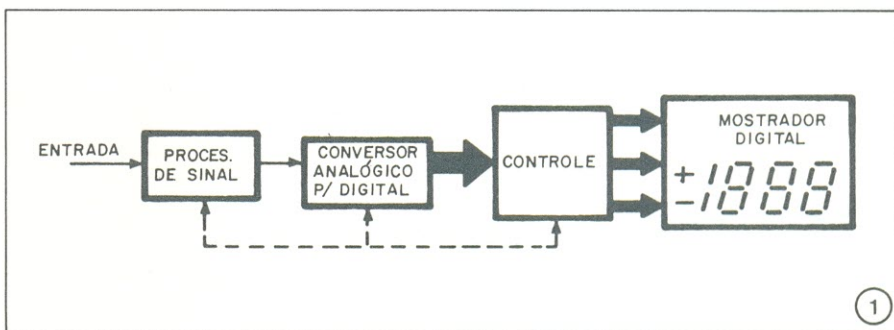 ENTRADA
PROCES.
DE SINAL
CONVERSOR
ANALÓGICO
P/ DIGITAL
CONTROLE
MOSTRADOR
DIGITAL
+1888
-1888
1